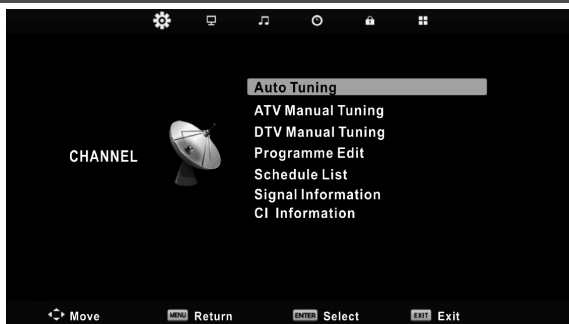 Auto Tuning
ATV Manual Tuning
DTV Manual Tuning
CHANNEL
Programme Edit
Schedule List
Signal Information
CI Information
Move
MENU Return
ENTER Select
EXIT Exit